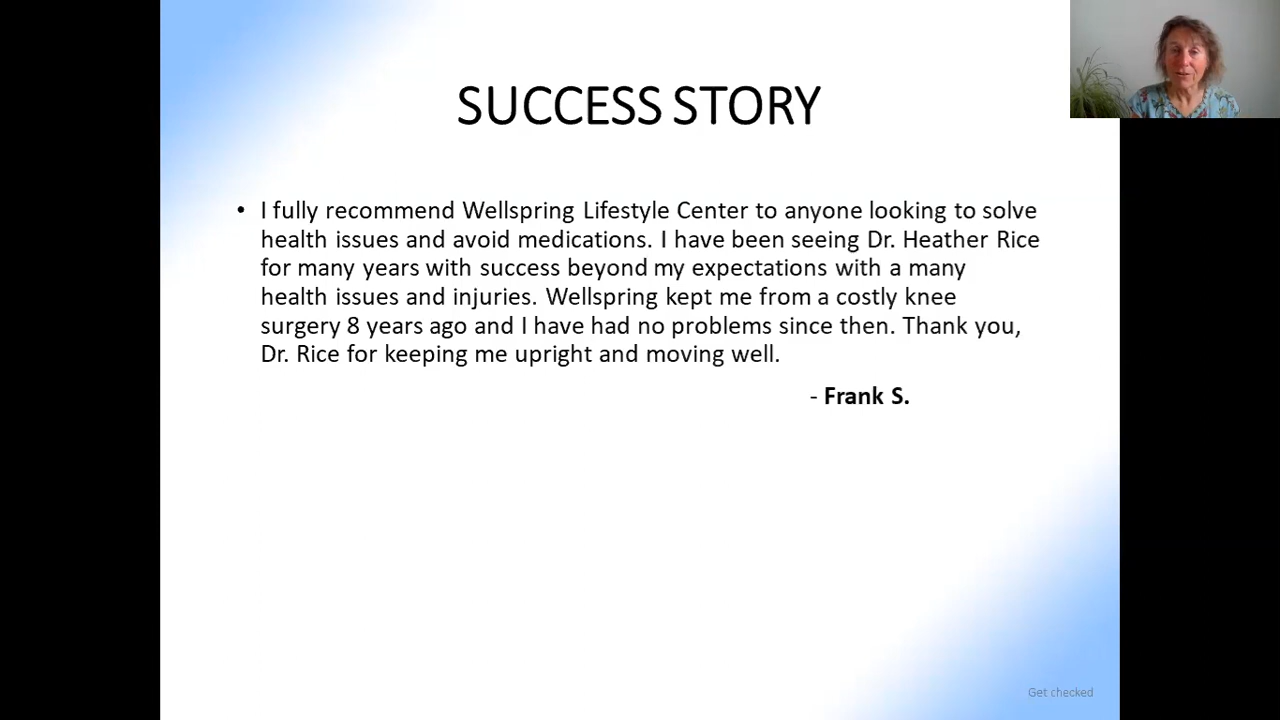 SUCCESS STORY
• I fully recommend Wellspring Lifestyle Center to anyone looking to solve
health issues and avoid medications. I have been seeing Dr. Heather Rice
for many years with success beyond my expectations with a many
health issues and injuries. Wellspring kept me from a costly knee
surgery 8 years ago and I have had no problems since then. Thank you,
Dr. Rice for keeping me upright and moving well.
- Frank S.
Get checked